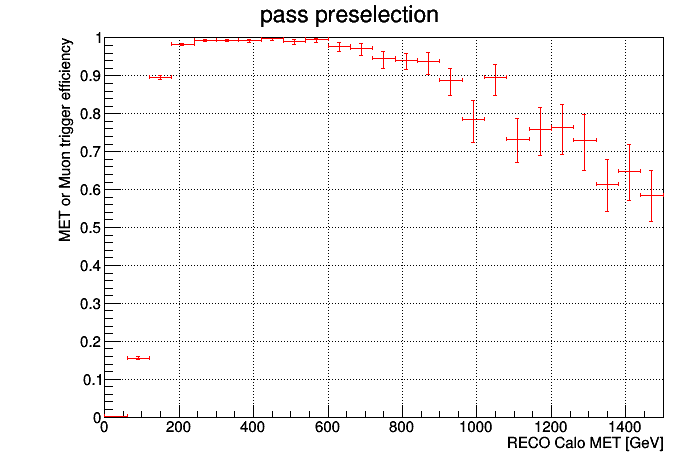 pass preselection
MET or Muon trigger efficiency
1
0.9
0.8
0.7
0.6
0.5
0.4
0.3
0.2
0.1
0
0 200 400 600 800 1000 1200 1400
RECO Calo MET [GeV]